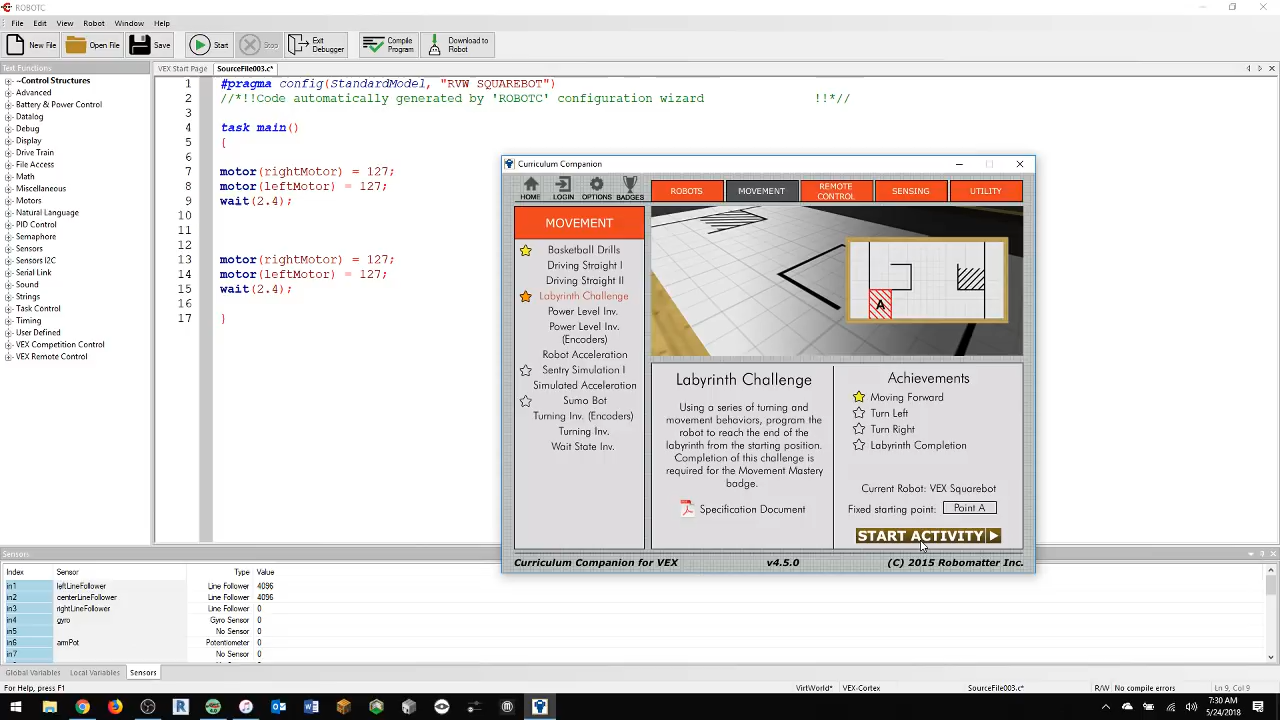 ROBOTC
File Edit View Robot Window Help
New File Open File Save Start Stop Exit Debugger Compile Program Download to Robot
Text Functions
VEX Start Page SourceFile003.c*
Control Structures
Advanced
Battery & Power Control
Datalog
Debug
Display
Drive Train
File Access
Math
Miscellaneous
Motors
Natural Language
PID Control
Semaphore
Sensors
Sensors I2C
Serial Link
Sound
Strings
Task Control
Timing
User Defined
VEX Competition Control
VEX Remote Control
1 #pragma config(StandardModel, "RVW SQUAREBOT")
2 //*!!Code automatically generated by 'ROBOTC' configuration wizard !!*//
3
4 task main()
5 {
6
7 motor(rightMotor) = 127;
8 motor(leftMotor) = 127;
9 wait(2.4);
10
11
12
13 motor(rightMotor) = 127;
14 motor(leftMotor) = 127;
15 wait(2.4);
16
17 }
Curriculum Companion
HOME LOGIN OPTIONS BADGES
ROBOTS MOVEMENT REMOTE CONTROL SENSING UTILITY
MOVEMENT
Basketball Drills
Driving Straight I
Driving Straight II
Labyrinth Challenge
Power Level Inv.
Power Level Inv.
(Encoders)
Robot Acceleration
Sentry Simulation I
Simulated Acceleration
Sumo Bot
Turning Inv. (Encoders)
Turning Inv.
Wait State Inv.
A
Labyrinth Challenge
Using a series of turning and
movement behaviors, program the
robot to reach the end of the
labyrinth from the starting position.
Completion of this challenge is
required for the Movement Mastery
badge.
Specification Document
Achievements
Moving Forward
Turn Left
Turn Right
Labyrinth Completion
Current Robot: VEX Squarebot
Fixed starting point: Point A
START ACTIVITY
Curriculum Companion for VEX v4.5.0 (C) 2015 Robomatter Inc.
Sensors
Index Sensor Type Value
in1 leftLineFollower Line Follower 4096
in2 centerLineFollower Line Follower 4096
in3 rightLineFollower Line Follower 0
in4 gyro Gyro Sensor 0
in5 No Sensor 0
in6 armPot Potentiometer 0
in7 No Sensor 0
Global Variables Local Variables Sensors
For Help, press F1 VirtWorld* VEX-Cortex SourceFile003.c* R/W No compile errors Ln 9, Col 9
7:30 AM
5/24/2018